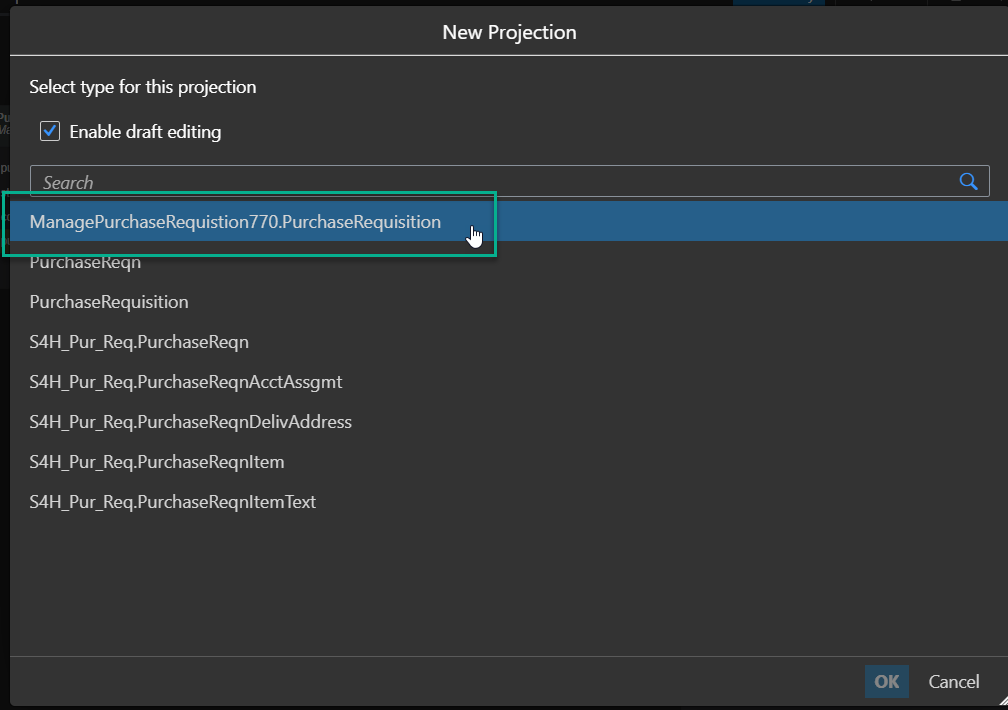 New Projection
Select type for this projection
Enable draft editing
Search
ManagePurchaseRequistion770.PurchaseRequisition
PurchaseReqn
PurchaseRequisition
S4H_Pur_Req.PurchaseReqn
S4H_Pur_Req.PurchaseReqnAcctAssgmt
S4H_Pur_Req.PurchaseReqnDelivAddress
S4H_Pur_Req.PurchaseReqnItem
S4H_Pur_Req.PurchaseReqnItemText
OK Cancel